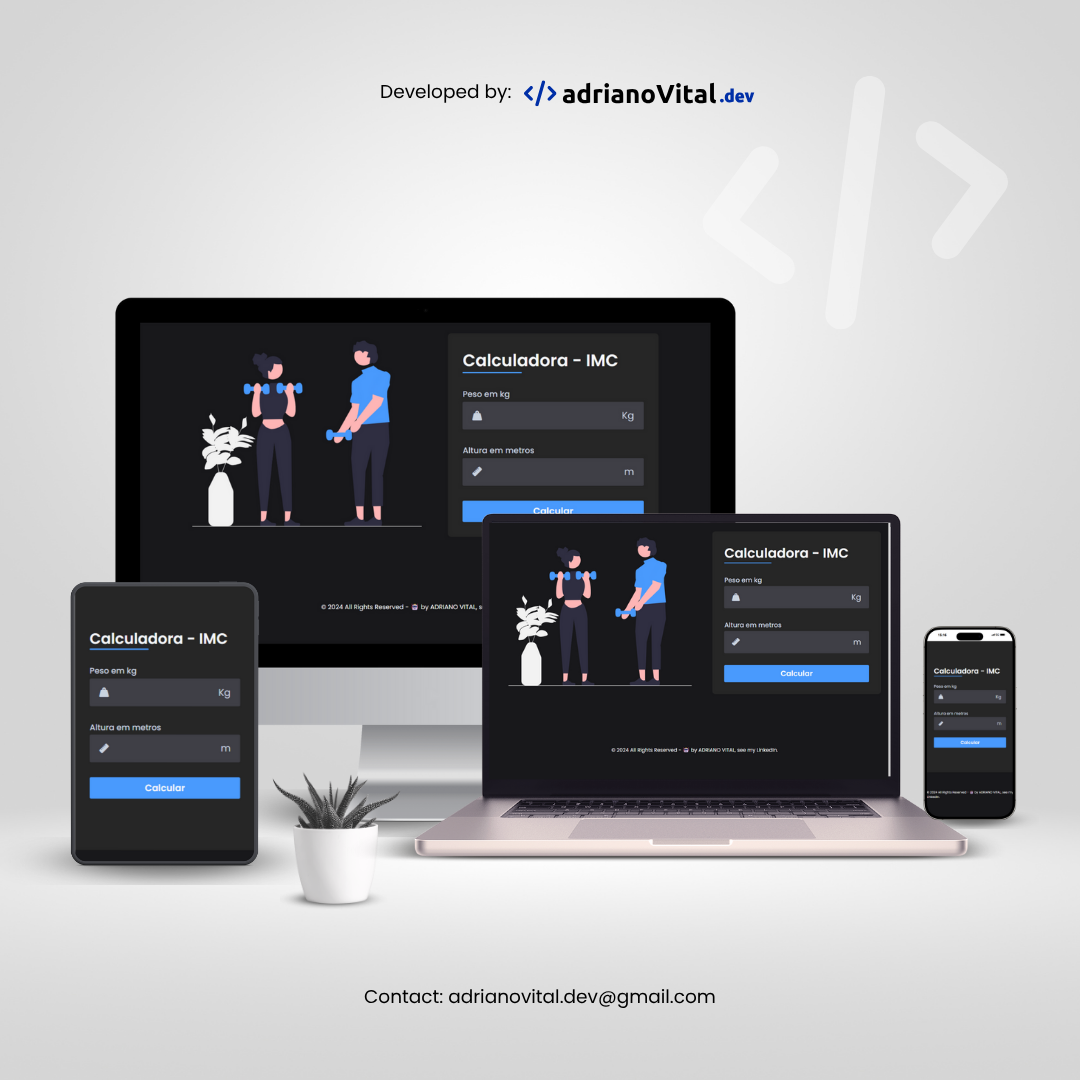 Developed by: </> adrianoVital.dev
Calculadora - IMC
Peso em kg
Kg
Altura em metros
m
Calcular
© 2024 All Rights Reserved - by ADRIANO VITAL, s
Calculadora - IMC
Peso em kg
Kg
Altura em metros
m
Calcular
© 2024 All Rights Reserved - by ADRIANO VITAL, see my Linkedin.
Calculadora - IMC
Peso em kg
Kg
Altura em metros
m
Calcular
Calculadora - IMC
Peso em kg
Kg
Altura em metros
m
Calcular
© 2024 All Rights Reserved - by ADRIANO VITAL, see my
Linkedin.
Contact: adrianovital.dev@gmail.com